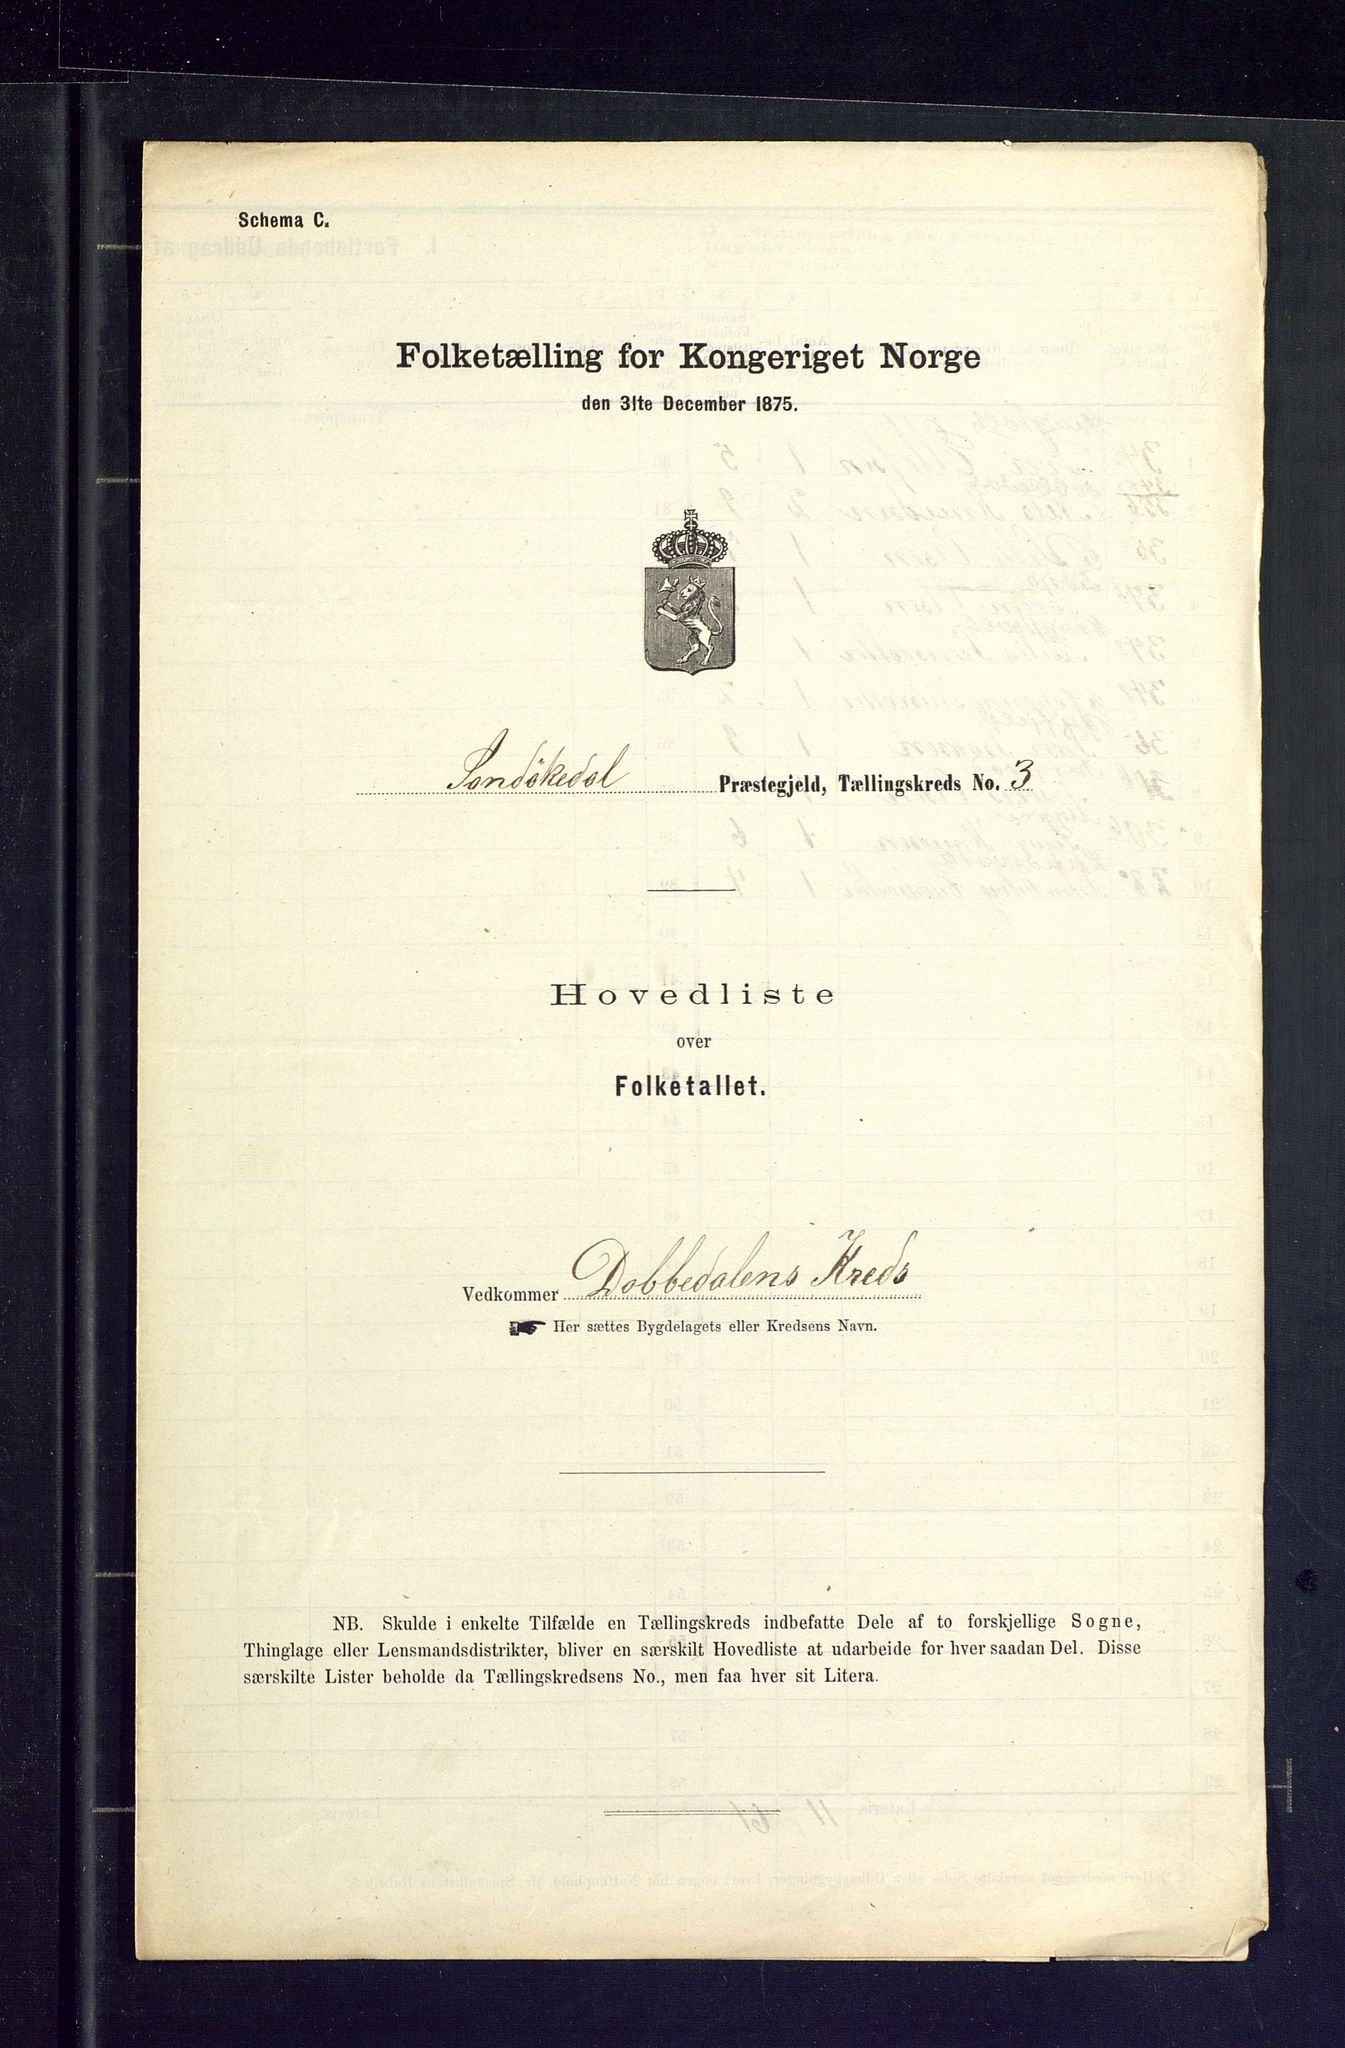 Schema C.
Folketælling for Kongeriget Norge
den 31te December 1875.
Sandökedal Præstegjeld, Tællingskreds No. 3
Hovedliste
over
Folketallet.
Vedkommer Dobbedalens Kreds
Her sættes Bygdelagets eller Kredsens Navn.
NB. Skulde i enkelte Tilfælde en Tællingskreds indbefatte Dele af to forskjellige Sogne,
Thinglage eller Lensmandsdistrikter, bliver en særskilt Hovedliste at udarbeide for hver saadan Del. Disse
særskilte Lister beholde da Tællingskredsens No., men faa hver sit Litera.